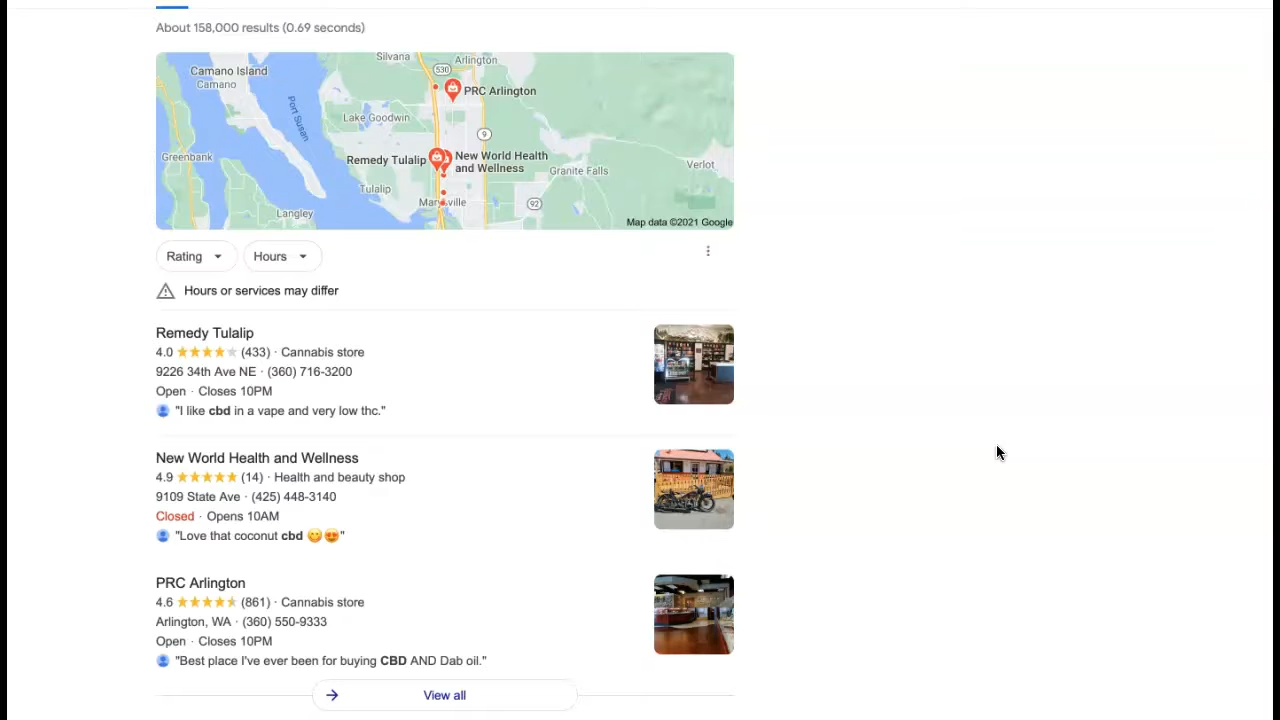 About 158,000 results (0.69 seconds)
Silvana
Arlington
Camano Island
530
Camano
PRC Arlington
Port Susan
Lake Goodwin
9
Greenbank
Remedy Tulalip
New World Health
and Wellness
Verlot
Granite Falls
Tulalip
Marysville
92
Langley
Map data ©2021 Google
Rating
Hours
Hours or services may differ
Remedy Tulalip
4.0 (433) · Cannabis store
9226 34th Ave NE · (360) 716-3200
Open · Closes 10PM
"I like cbd in a vape and very low thc."
New World Health and Wellness
4.9 (14) · Health and beauty shop
9109 State Ave · (425) 448-3140
Closed · Opens 10AM
"Love that coconut cbd 😋😍"
PRC Arlington
4.6 (861) · Cannabis store
Arlington, WA · (360) 550-9333
Open · Closes 10PM
"Best place I've ever been for buying CBD AND Dab oil."
View all